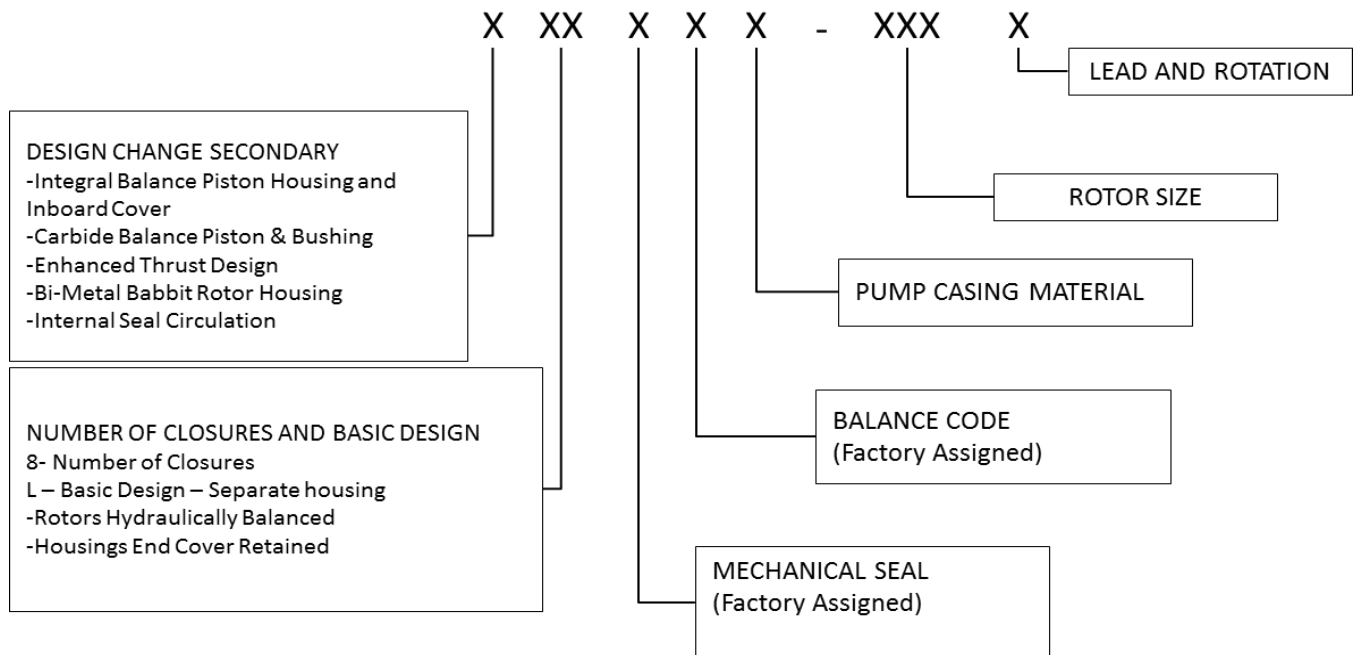 X XX X X X - XXX X
LEAD AND ROTATION
DESIGN CHANGE SECONDARY
-Integral Balance Piston Housing and
Inboard Cover
-Carbide Balance Piston & Bushing
-Enhanced Thrust Design
-Bi-Metal Babbit Rotor Housing
-Internal Seal Circulation
ROTOR SIZE
PUMP CASING MATERIAL
NUMBER OF CLOSURES AND BASIC DESIGN
8- Number of Closures
L – Basic Design – Separate housing
-Rotors Hydraulically Balanced
-Housings End Cover Retained
BALANCE CODE
(Factory Assigned)
MECHANICAL SEAL
(Factory Assigned)